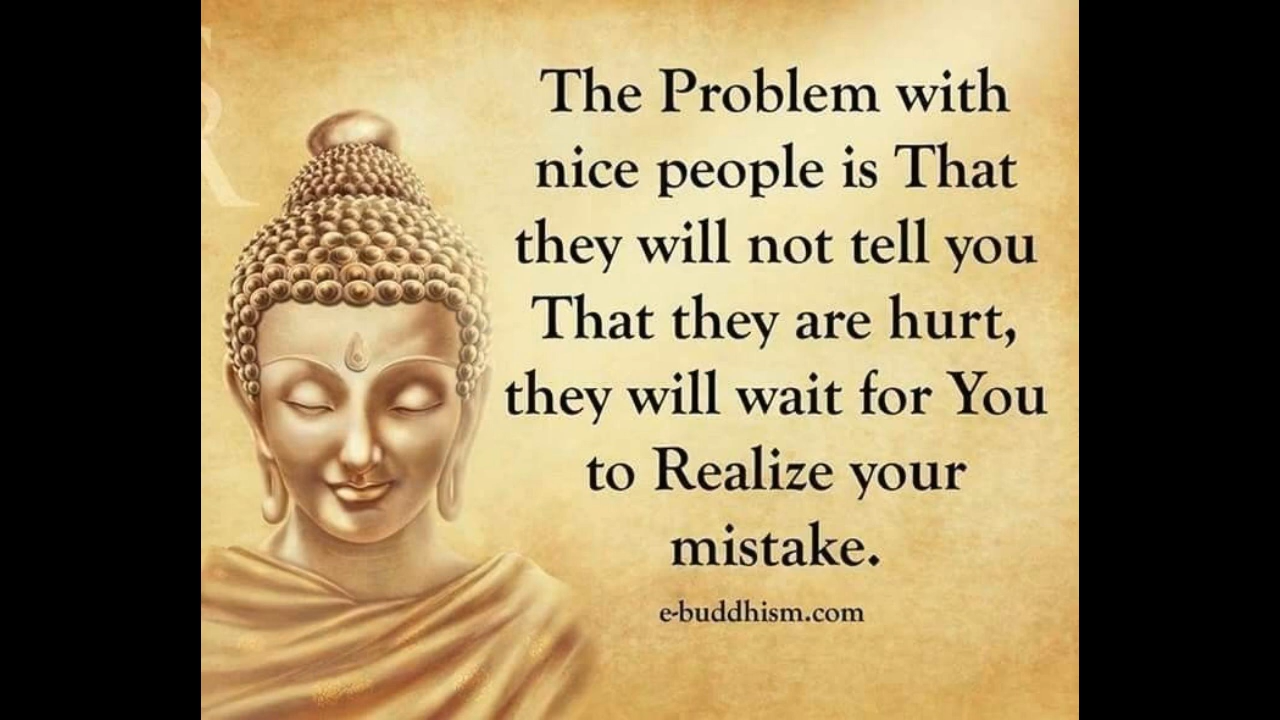 The Problem with
nice people is That
they will not tell you
That they are hurt,
they will wait for You
to Realize your
mistake.
e-buddhism.com